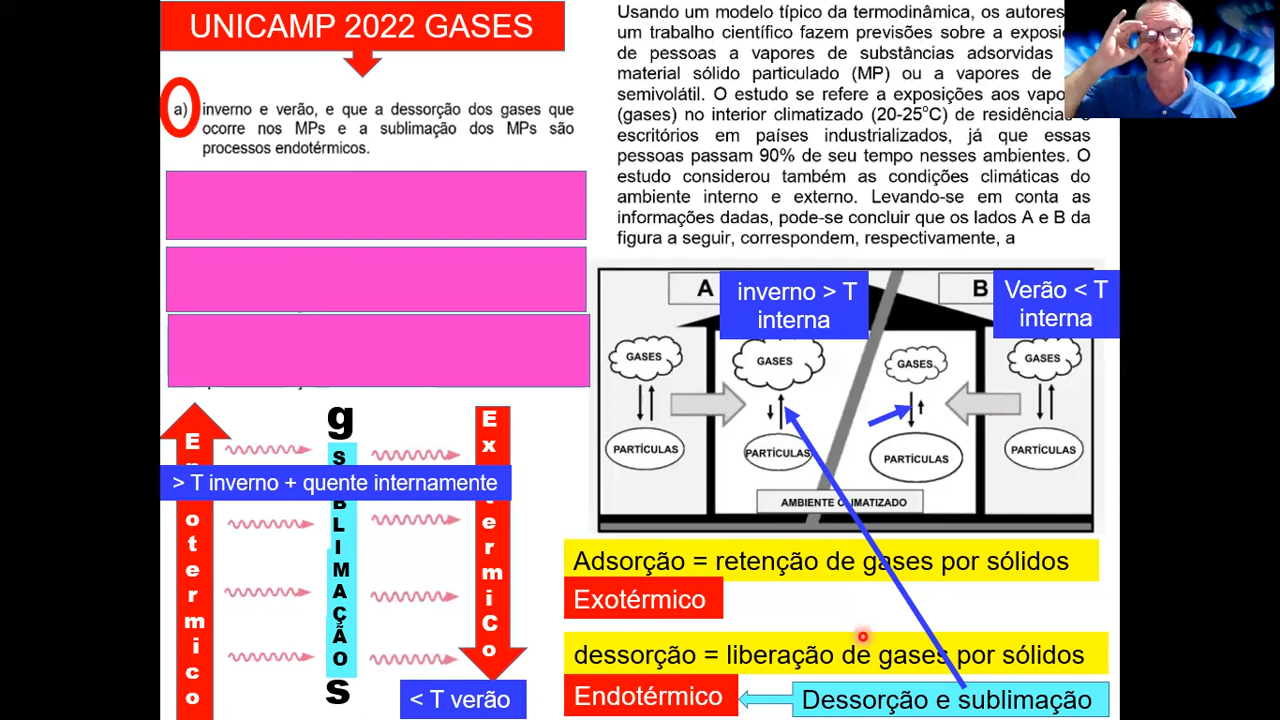 UNICAMP 2022 GASES
a) inverno e verão, e que a dessorção dos gases que
ocorre nos MPs e a sublimação dos MPs são
processos endotérmicos.
Usando um modelo típico da termodinâmica, os autores
um trabalho científico fazem previsões sobre a
de pessoas a vapores de substâncias adsorvidas
material sólido particulado (MP) ou a vapores de
semivolátil. O estudo se refere a exposições aos
(gases) no interior climatizado (20-25°C) de residências
escritórios em países industrializados, já que essas
pessoas passam 90% de seu tempo nesses ambientes. O
estudo considerou também as condições climáticas do
ambiente interno e externo. Levando-se em conta as
informações dadas, pode-se concluir que os lados A e B da
figura a seguir, correspondem, respectivamente, a
A
inverno > T
interna
B
Verão < T
interna
GASES
GASES
GASES
GASES
PARTÍCULAS
PARTÍCULAS
PARTÍCULAS
PARTÍCULAS
AMBIENTE CLIMATIZADO
g
> T inverno + quente internamente
s
< T verão
Adsorção = retenção de gases por sólidos
Exotérmico
dessorção = liberação de gases por sólidos
Endotérmico
Dessorção e sublimação